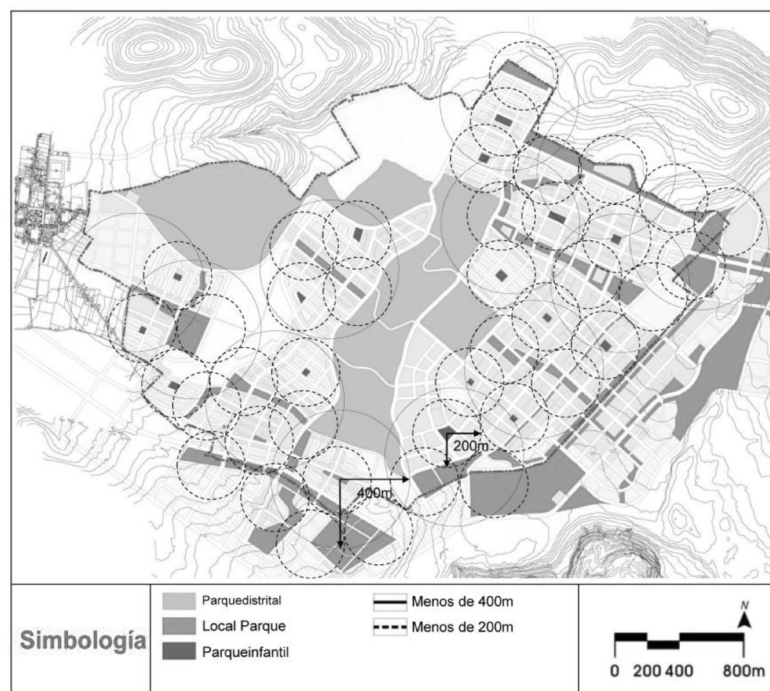 200m
400m
Simbología
Parquedistrital
Local Parque
Parqueinfantil
Menos de 400m
Menos de 200m
N
0 200 400 800m